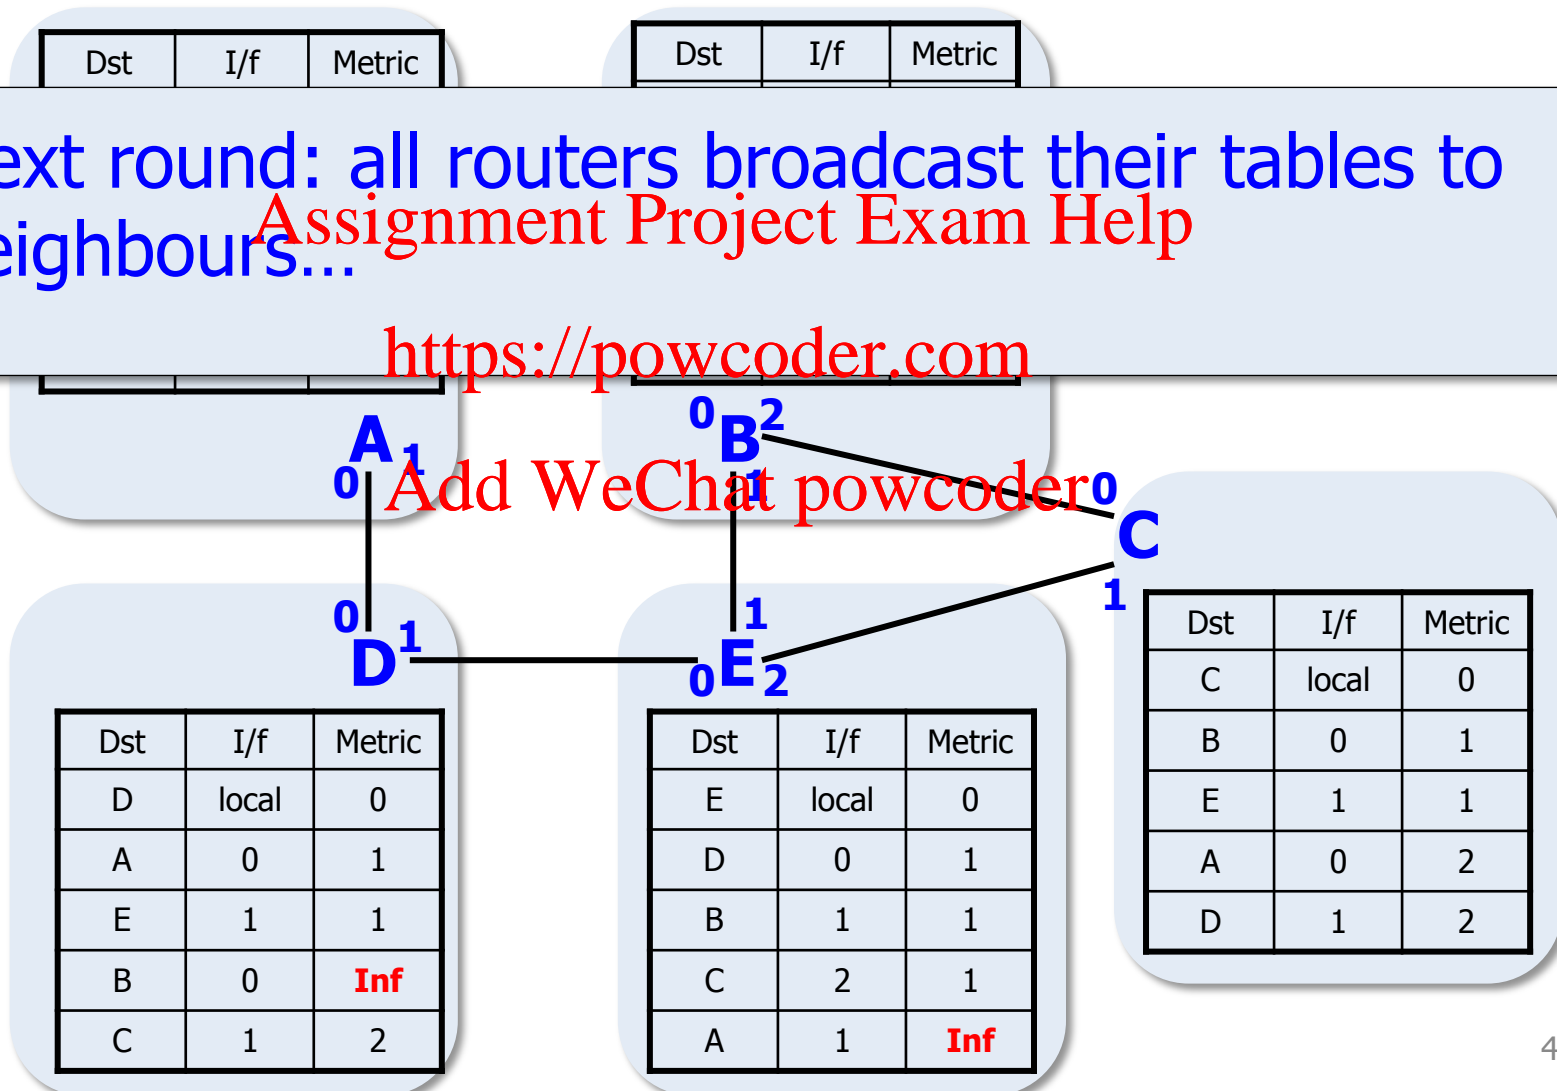 Dst I/f Metric
Dst I/f Metric
ext round: all routers broadcast their tables to
eighbours...
Assignment Project Exam Help
https://powcoder.com
Add WeChat powcoder
A
0
1
0
B
2
1
0
C
1
0
D
1
1
0
E
2
Dst I/f Metric
D local 0
A 0 1
E 1 1
B 0 Inf
C 1 2
Dst I/f Metric
E local 0
D 0 1
B 1 1
C 2 1
A 1 Inf
Dst I/f Metric
C local 0
B 0 1
E 1 1
A 0 2
D 1 2
4